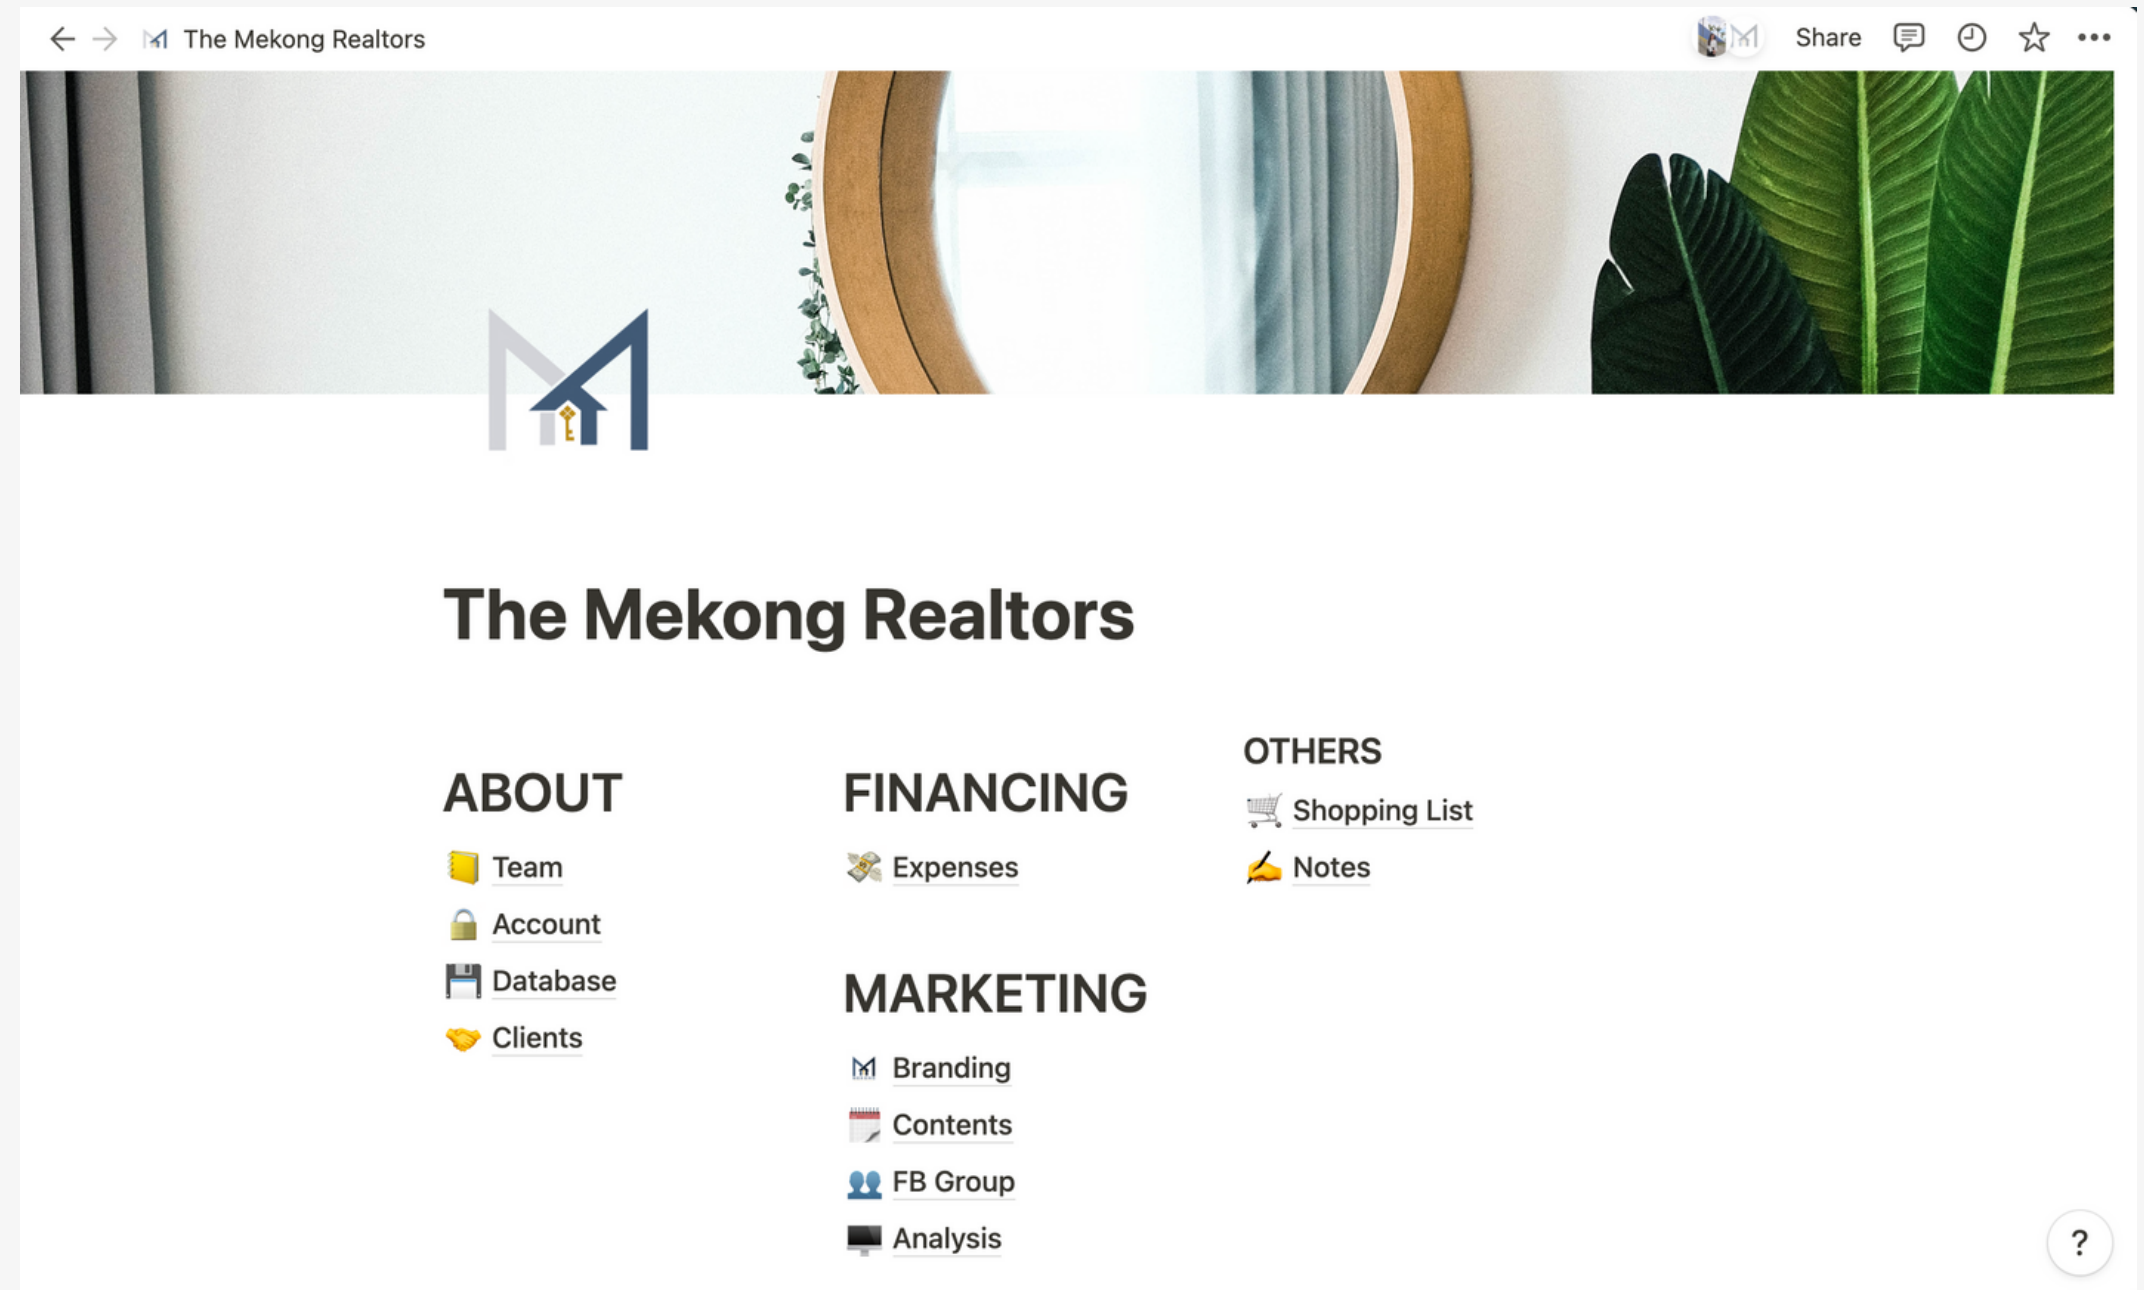 The Mekong Realtors
Share
The Mekong Realtors
ABOUT
Team
Account
Database
Clients
FINANCING
Expenses
MARKETING
Branding
Contents
FB Group
Analysis
OTHERS
Shopping List
Notes
?